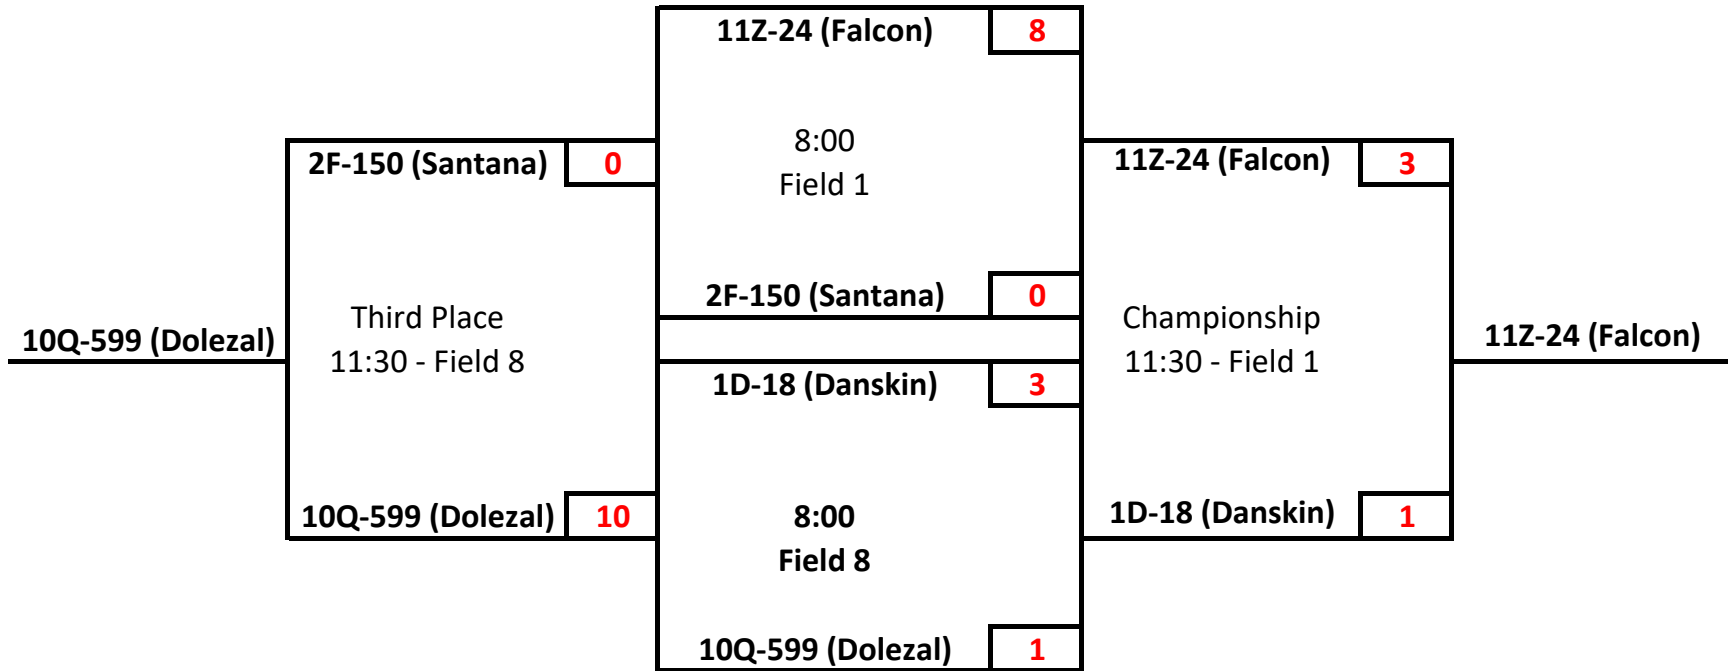 11Z-24 (Falcon) 8
8:00
Field 1
2F-150 (Santana) 0
1D-18 (Danskin) 3
8:00
Field 8
10Q-599 (Dolezal) 1
2F-150 (Santana) 0
Third Place
11:30 - Field 8
10Q-599 (Dolezal) 10
10Q-599 (Dolezal)
11Z-24 (Falcon) 3
Championship
11:30 - Field 1
1D-18 (Danskin) 1
11Z-24 (Falcon)